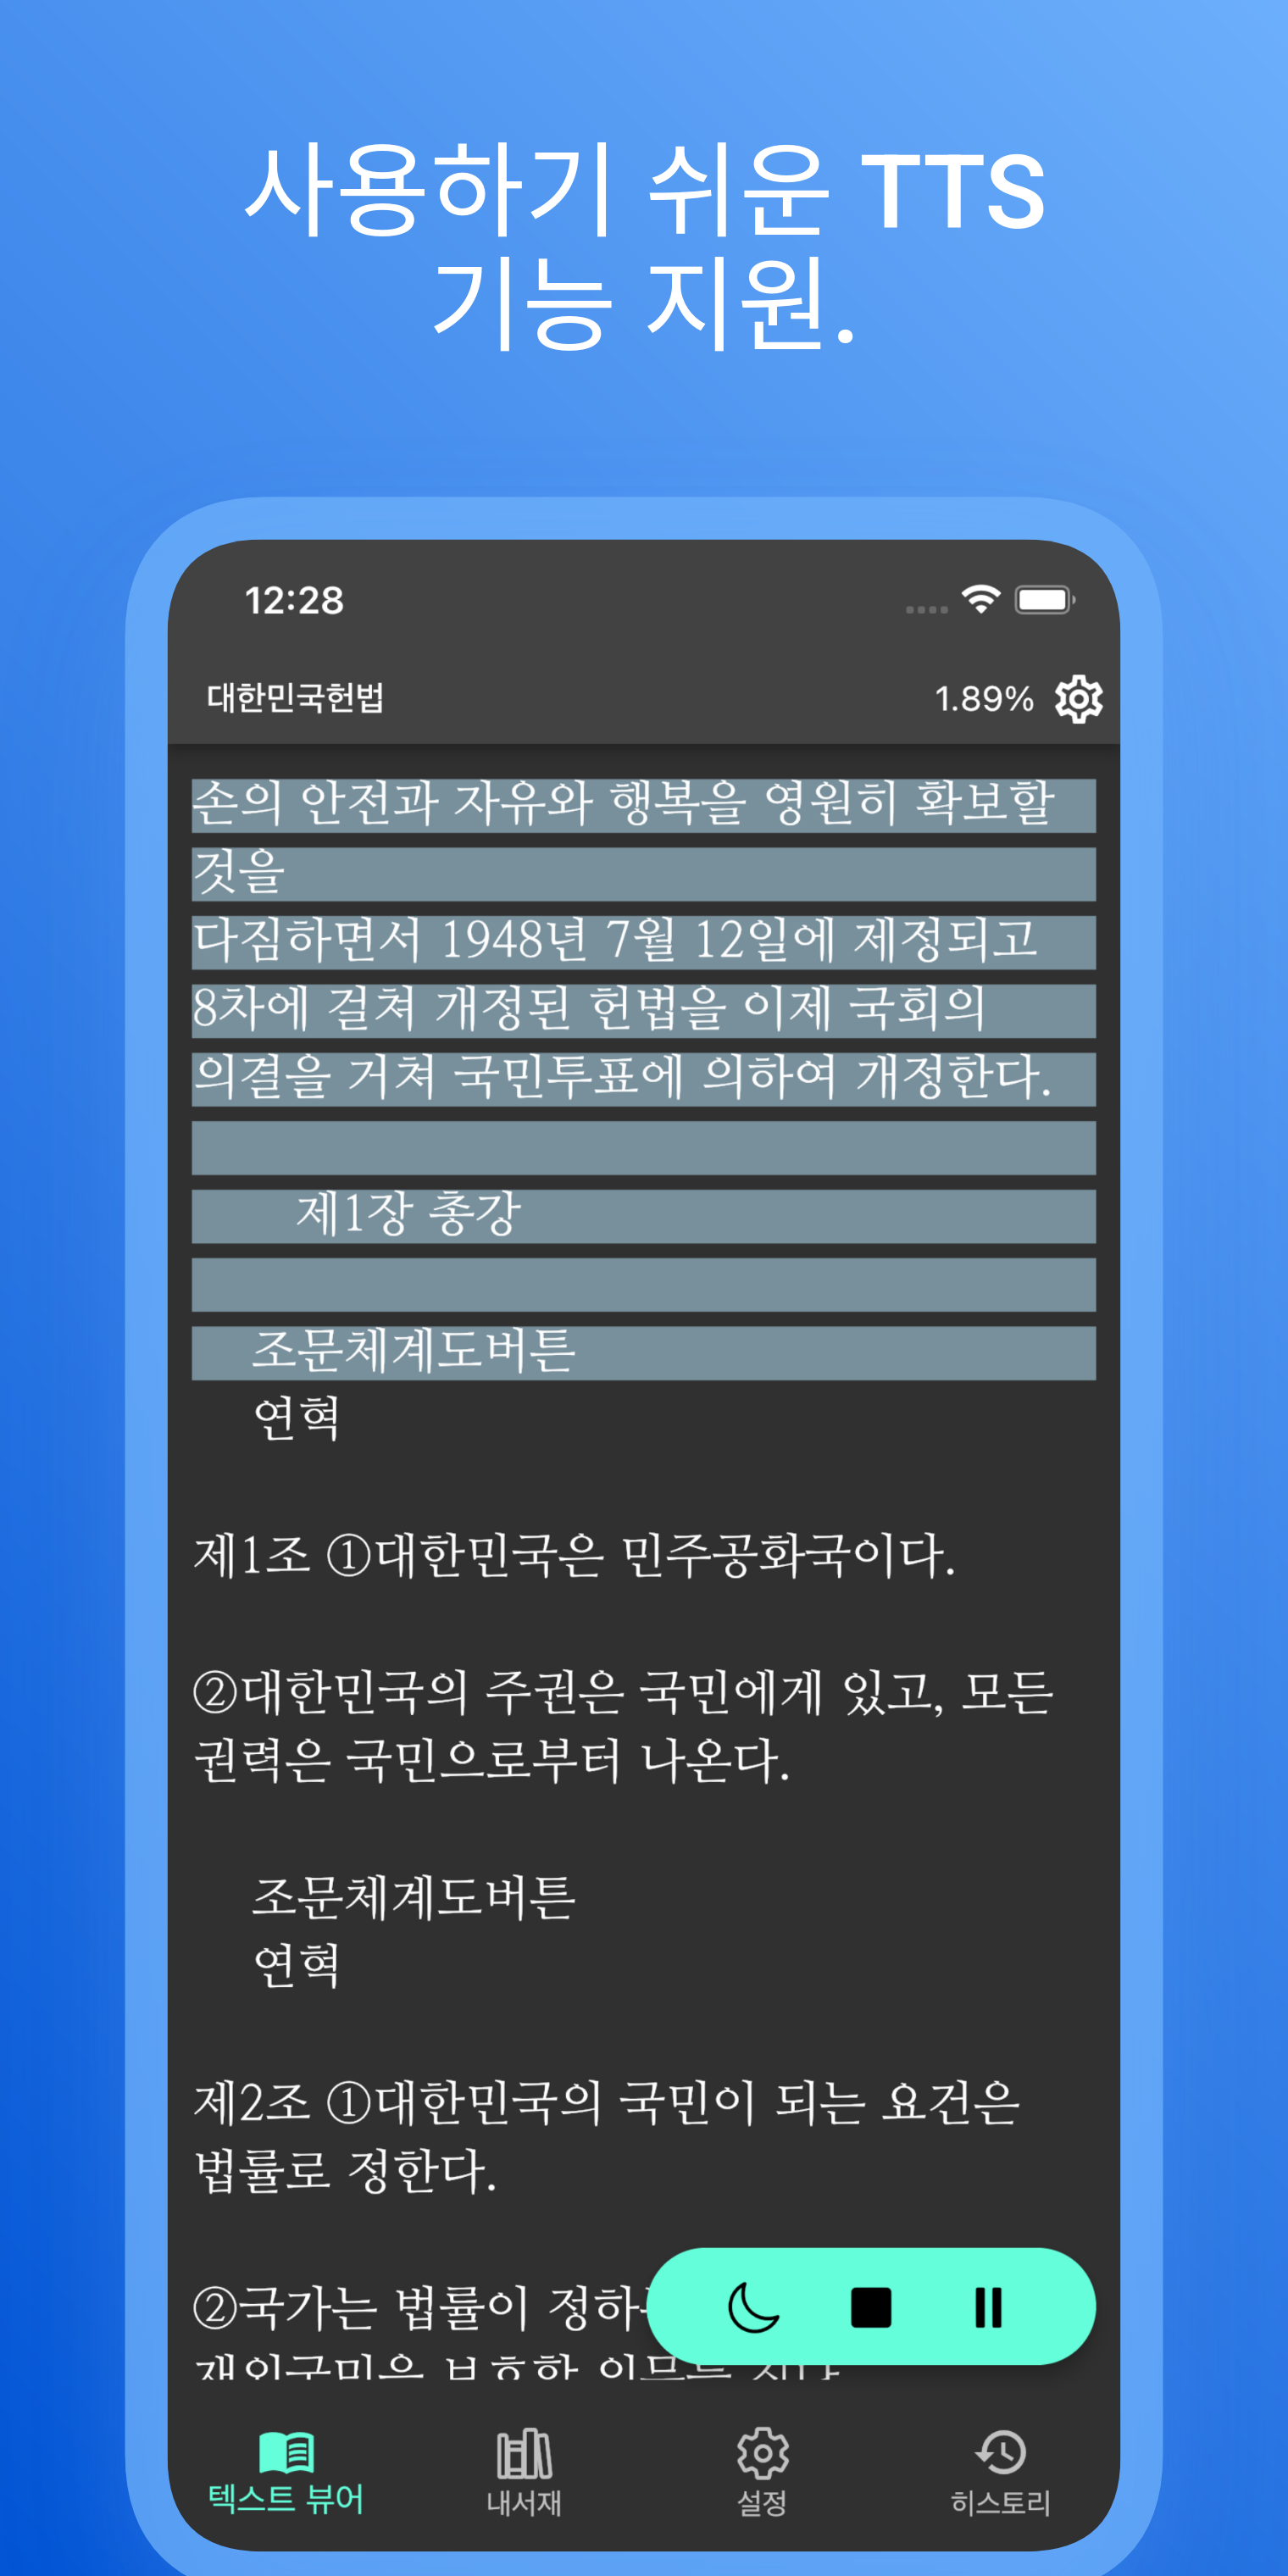 사용하기 쉬운 TTS
기능 지원.
12:28
대한민국헌법 1.89%
손의 안전과 자유와 행복을 영원히 확보할
것을
다짐하면서 1948년 7월 12일에 제정되고
8차에 걸쳐 개정된 헌법을 이제 국회의
의결을 거쳐 국민투표에 의하여 개정한다.
제1장 총강
조문체계도버튼
연혁
제1조 ①대한민국은 민주공화국이다.
②대한민국의 주권은 국민에게 있고, 모든
권력은 국민으로부터 나온다.
조문체계도버튼
연혁
제2조 ①대한민국의 국민이 되는 요건은
법률로 정한다.
②국가는 법률이 정하
텍스트 뷰어 내서재 설정 히스토리